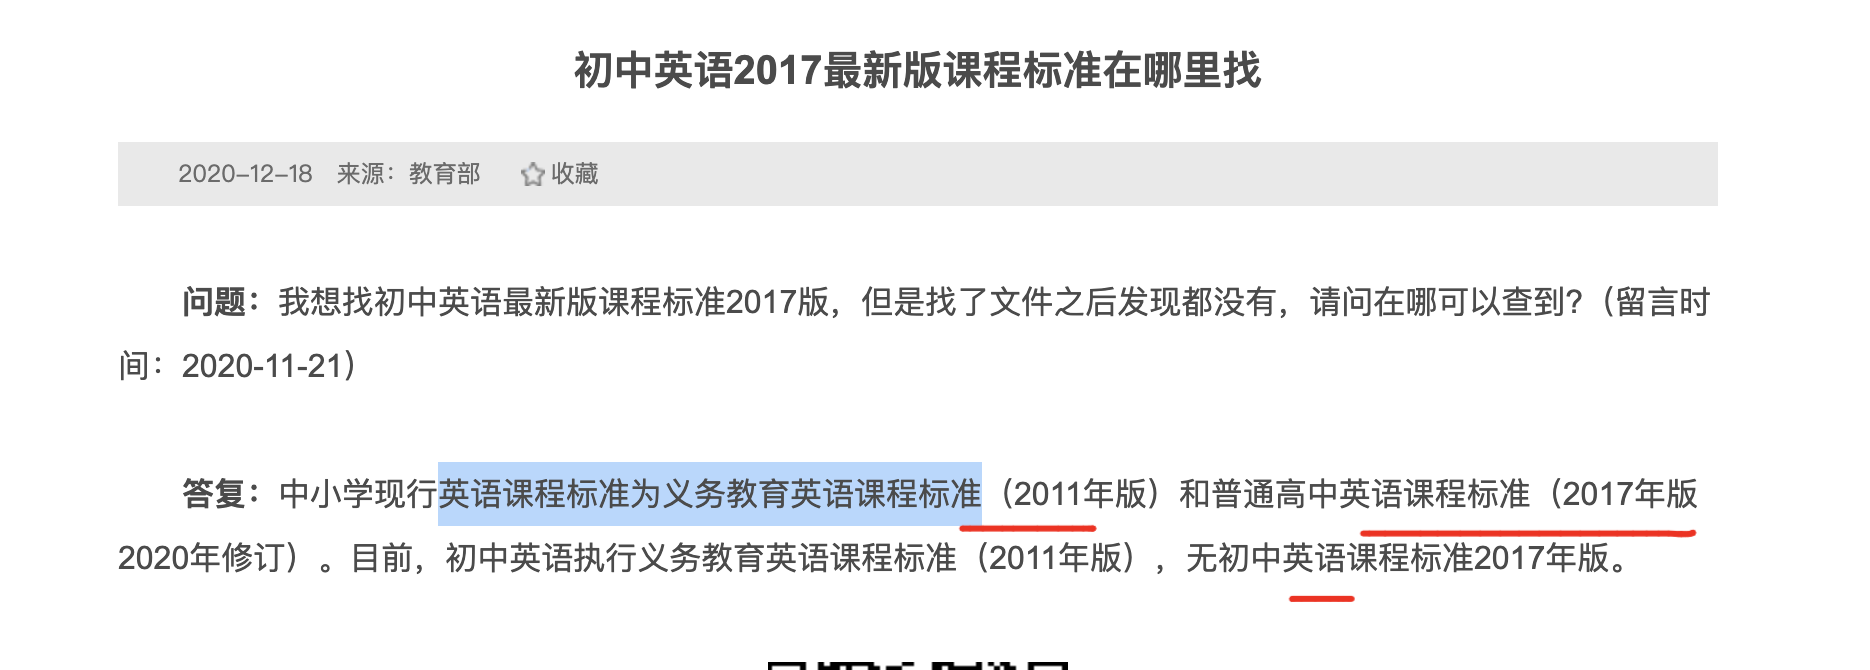 初中英语2017最新版课程标准在哪里找
2020-12-18 来源：教育部 收藏
问题：我想找初中英语最新版课程标准2017版，但是找了文件之后发现都没有，请问在哪可以查到?（留言时
间：2020-11-21）
答复：中小学现行英语课程标准为义务教育英语课程标准（2011年版）和普通高中英语课程标准（2017年版
2020年修订）。目前，初中英语执行义务教育英语课程标准（2011年版），无初中英语课程标准2017年版。